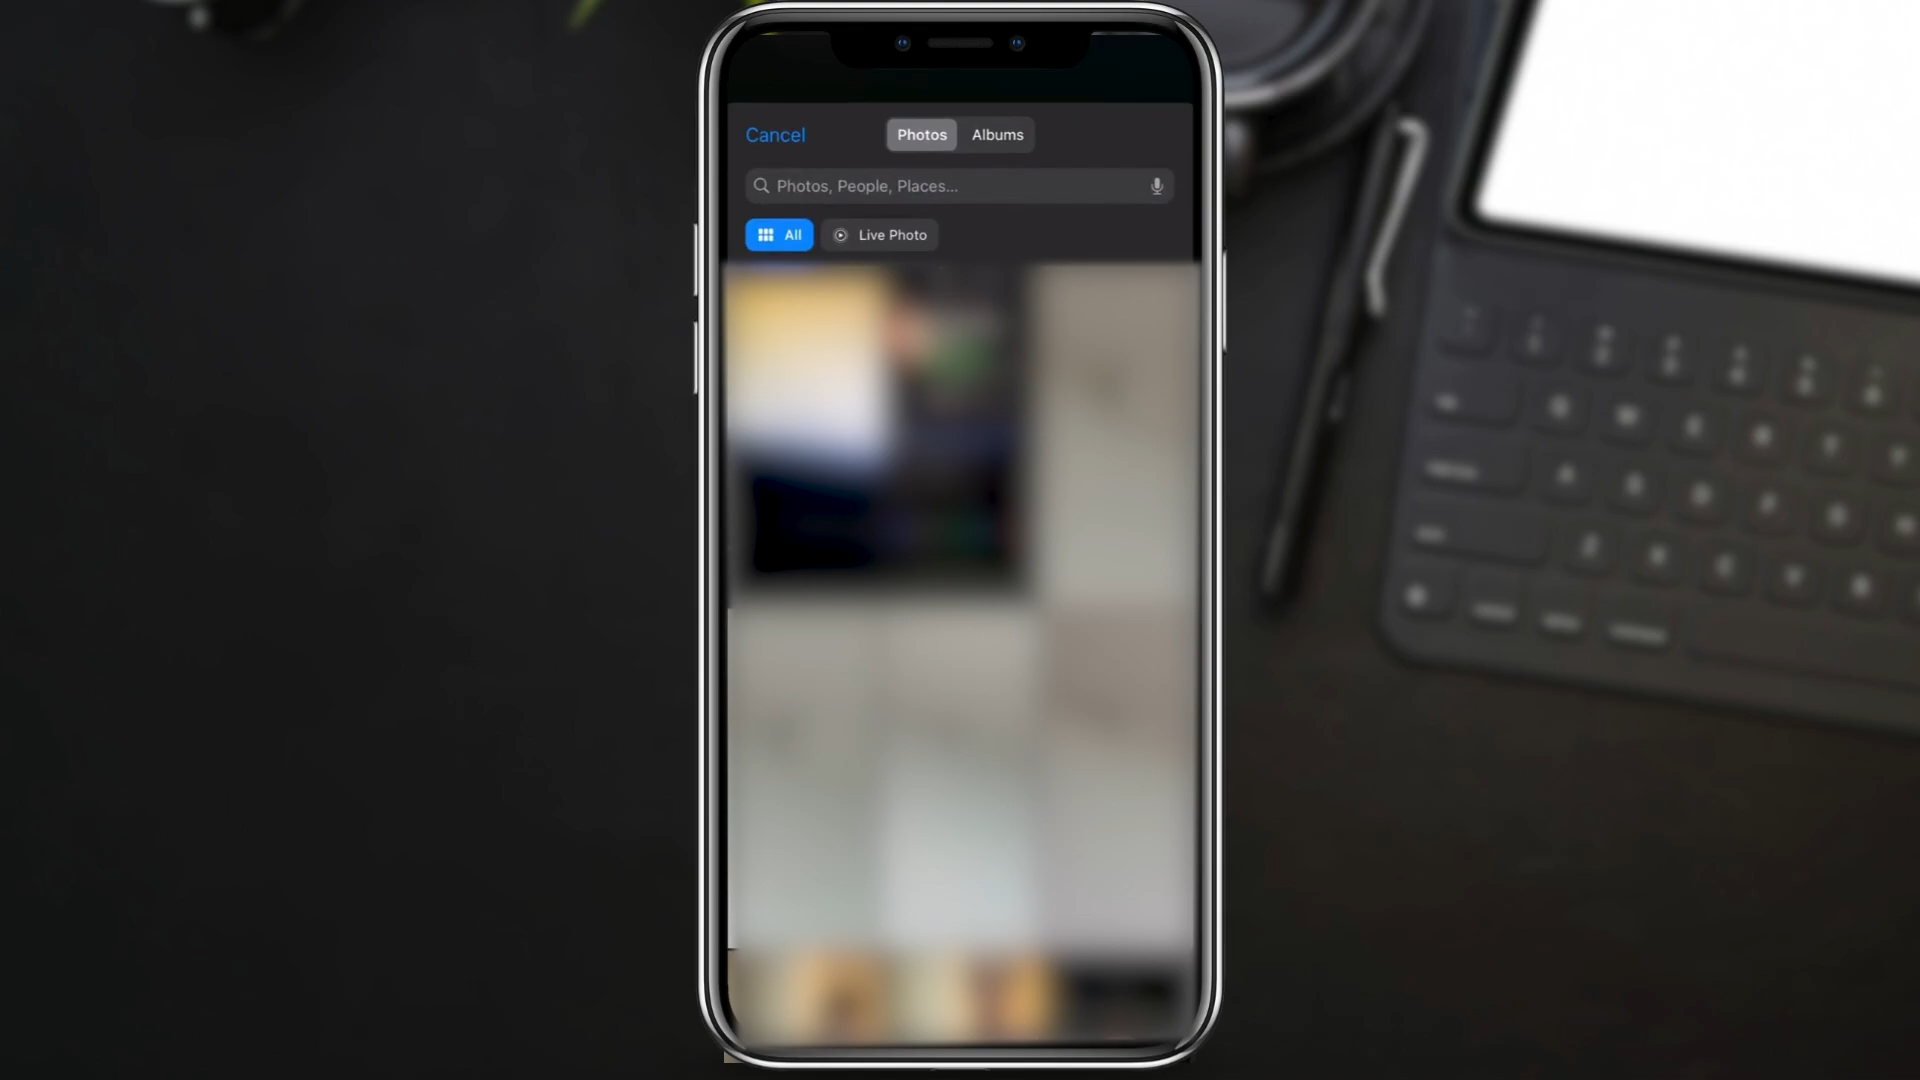 Cancel
Photos
Albums
Photos, People, Places...
All
Live Photo